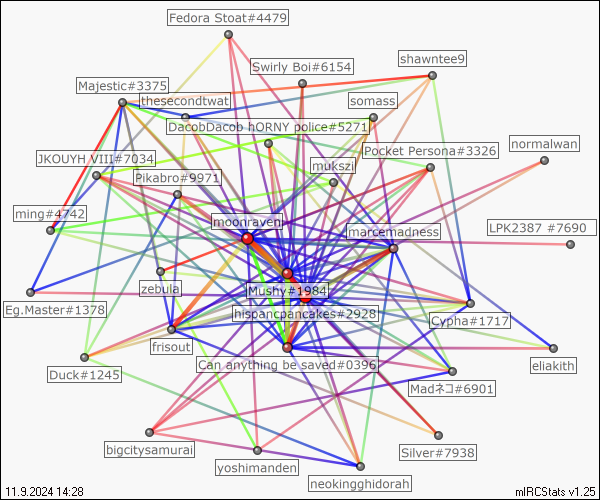 Fedora Stoat#4479
Swirly Boi#6154
shawntee9
Majestic#3375
thesecondtwat
somass
DacobDacob hORNY police#5271
normalwan
JKOUYH VIII#7034
mukszi
Pocket Persona#3326
Pikabro#9971
ming#4742
moonraven
marcemadness
LPK2387 #7690
zebula
Mushy#1984
Eg.Master#1378
hispancpancakes#2928
Cypha#1717
frisout
Can anything be saved#0396
eliakith
Duck#1245
Madネコ#6901
bigcitysamurai
Silver#7938
yoshimanden
neokingghidorah
11.9.2024 14:28
mIRCStats v1.25